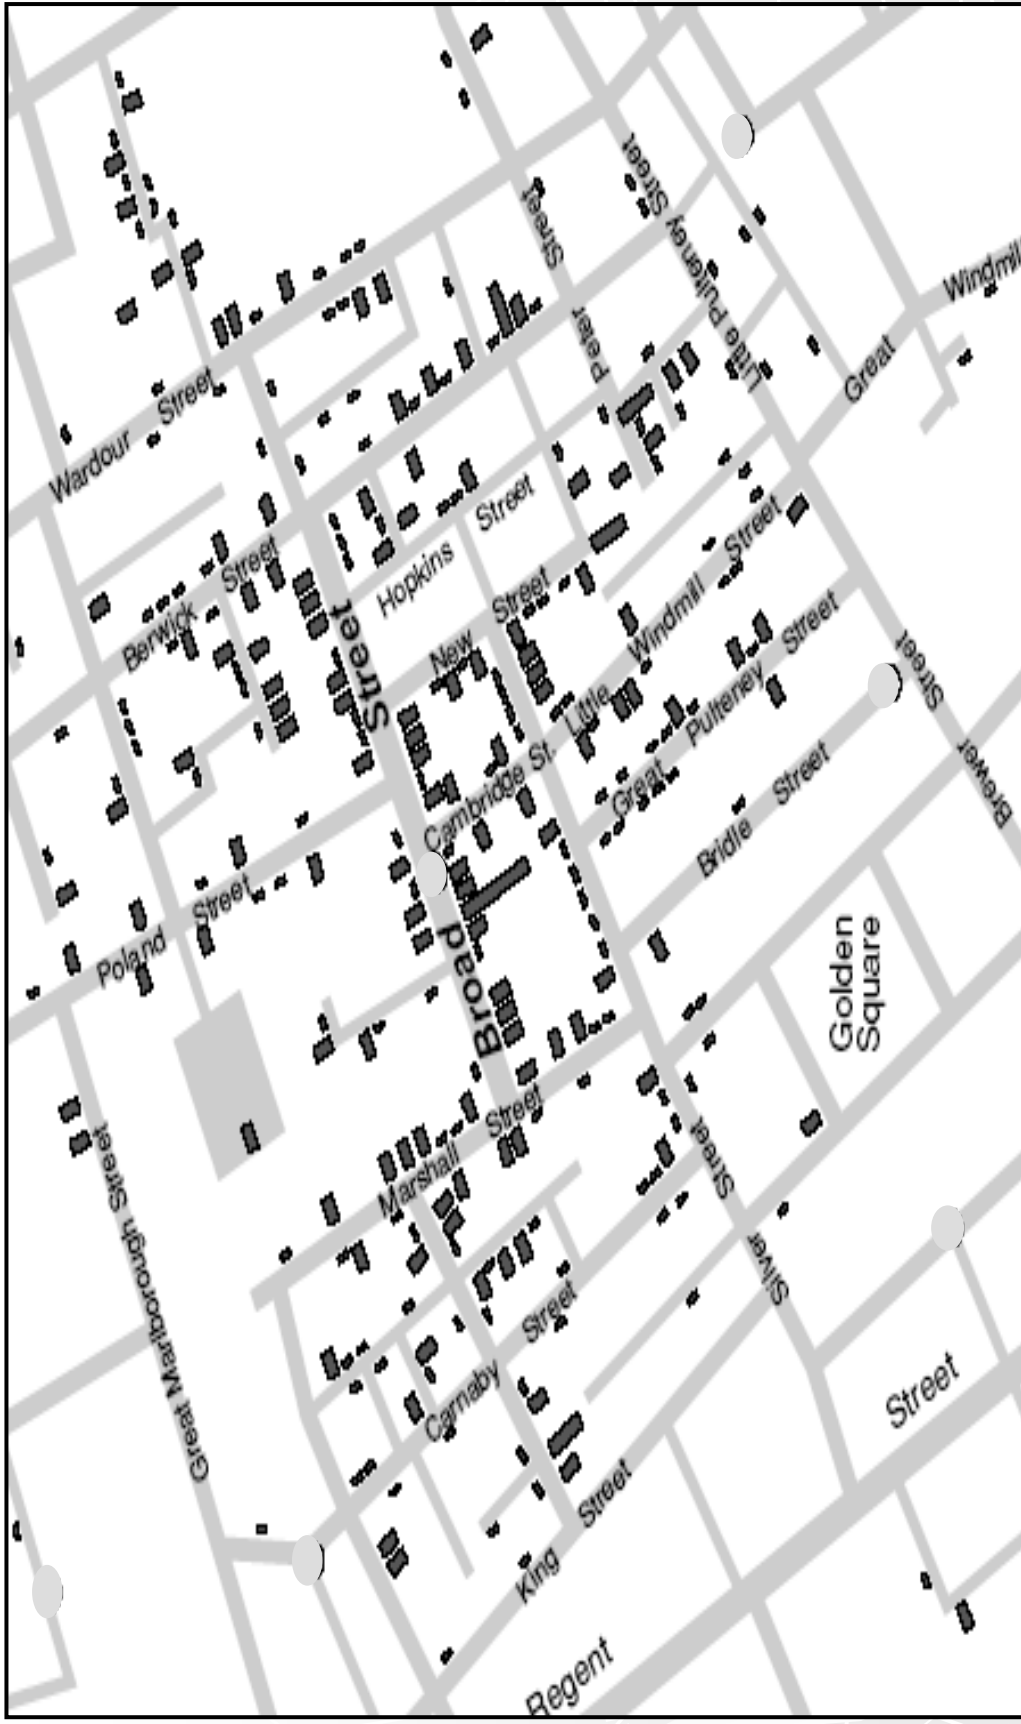 Street
Peter
Street
Little Pulteney
Windmil
Great
Street
Wardour
Street
Hopkins
Street
Berwick
Street
New
Street
Windmill
Little
Street
Pulteney
Great
Street
Brewer
Street
Broad
Cambridge St.
Street
Bridle
Street
Poland
Golden
Square
Street
Marshall
Street
Silver
Great Marlborough Street
Street
Carnaby
Street
King
Street
Regent